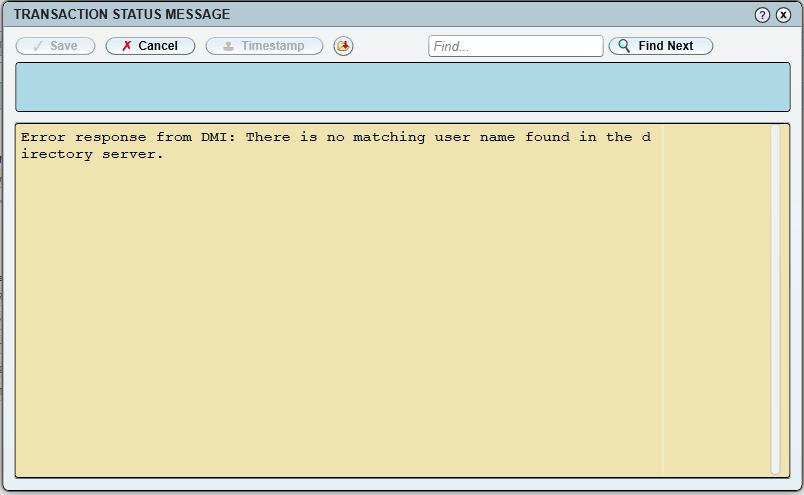 TRANSACTION STATUS MESSAGE ? x
Save Cancel Timestamp Find... Find Next
Error response from DMI: There is no matching user name found in the d
irectory server.